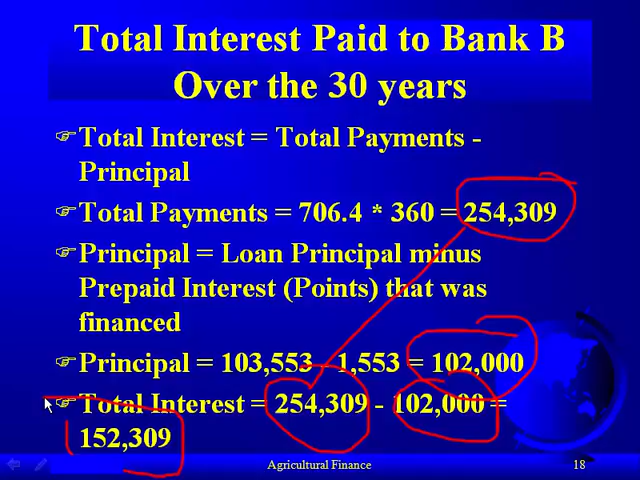 Total Interest Paid to Bank B
Over the 30 years
Total Interest = Total Payments -
Principal
Total Payments = 706.4 * 360 = 254,309
Principal = Loan Principal minus
Prepaid Interest (Points) that was
financed
Principal = 103,553 - 1,553 = 102,000
Total Interest = 254,309 - 102,000 =
152,309
Agricultural Finance
18